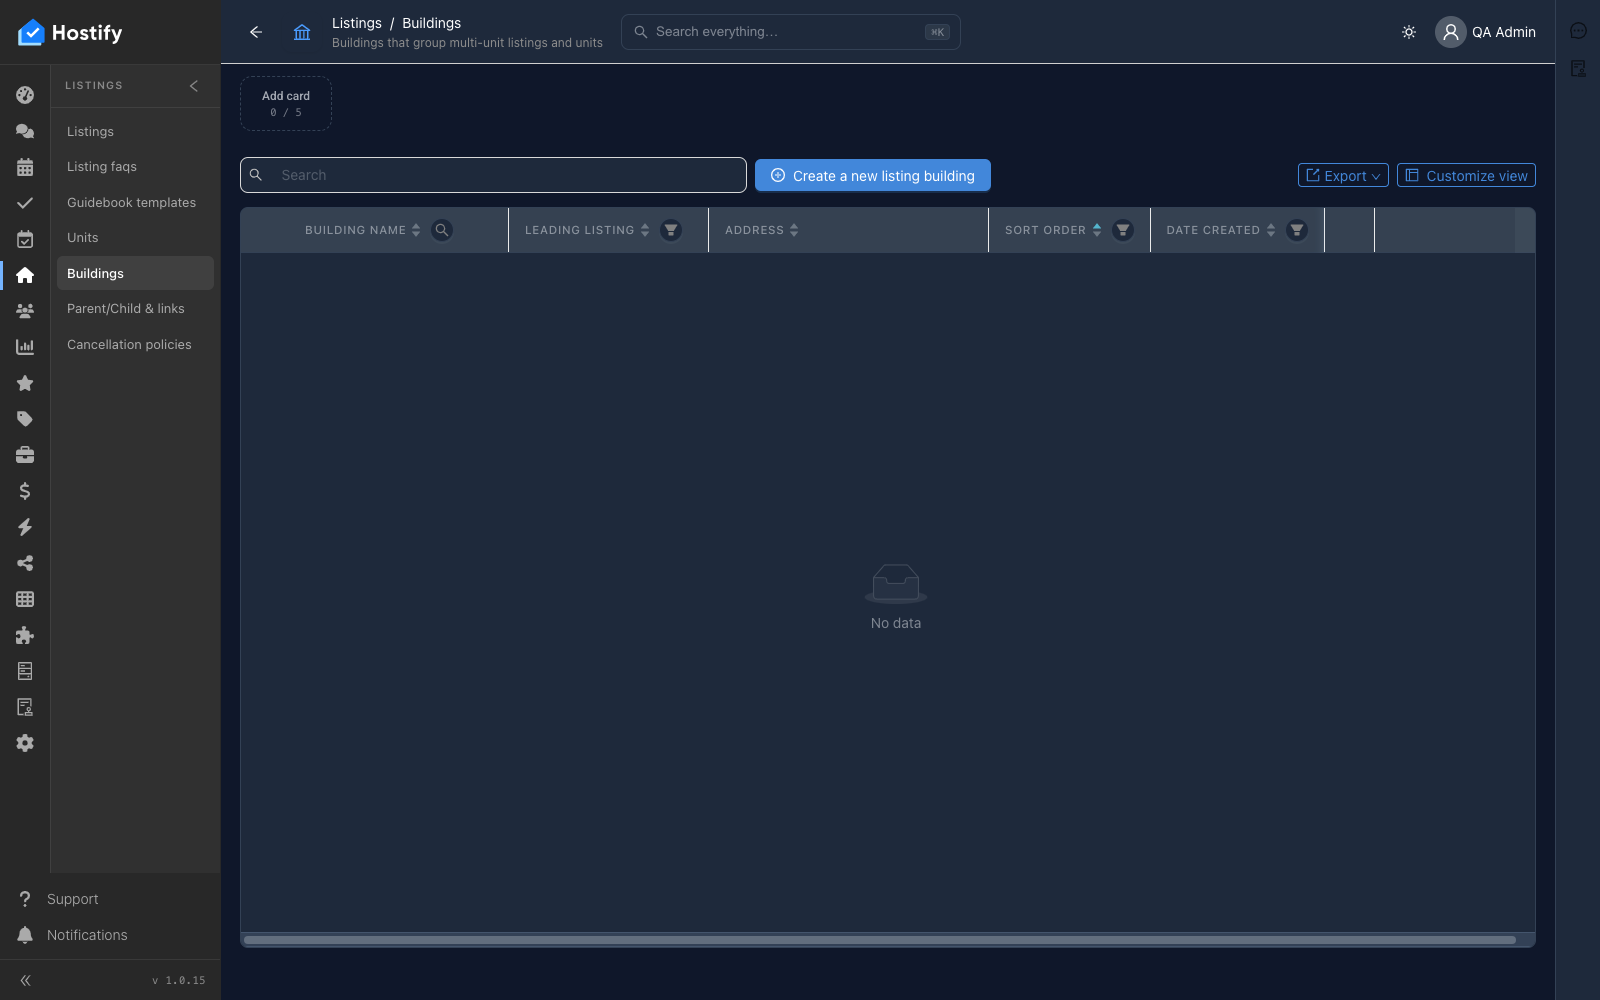 Hostify
Listings / Buildings
Buildings that group multi-unit listings and units
Search everything...
⌘K
QA Admin
LISTINGS
Listings
Listing faqs
Guidebook templates
Units
Buildings
Parent/Child & links
Cancellation policies
Support
Notifications
v 1.0.15
Add card
0 / 5
Search
Create a new listing building
Export
Customize view
BUILDING NAME
LEADING LISTING
ADDRESS
SORT ORDER
DATE CREATED
No data